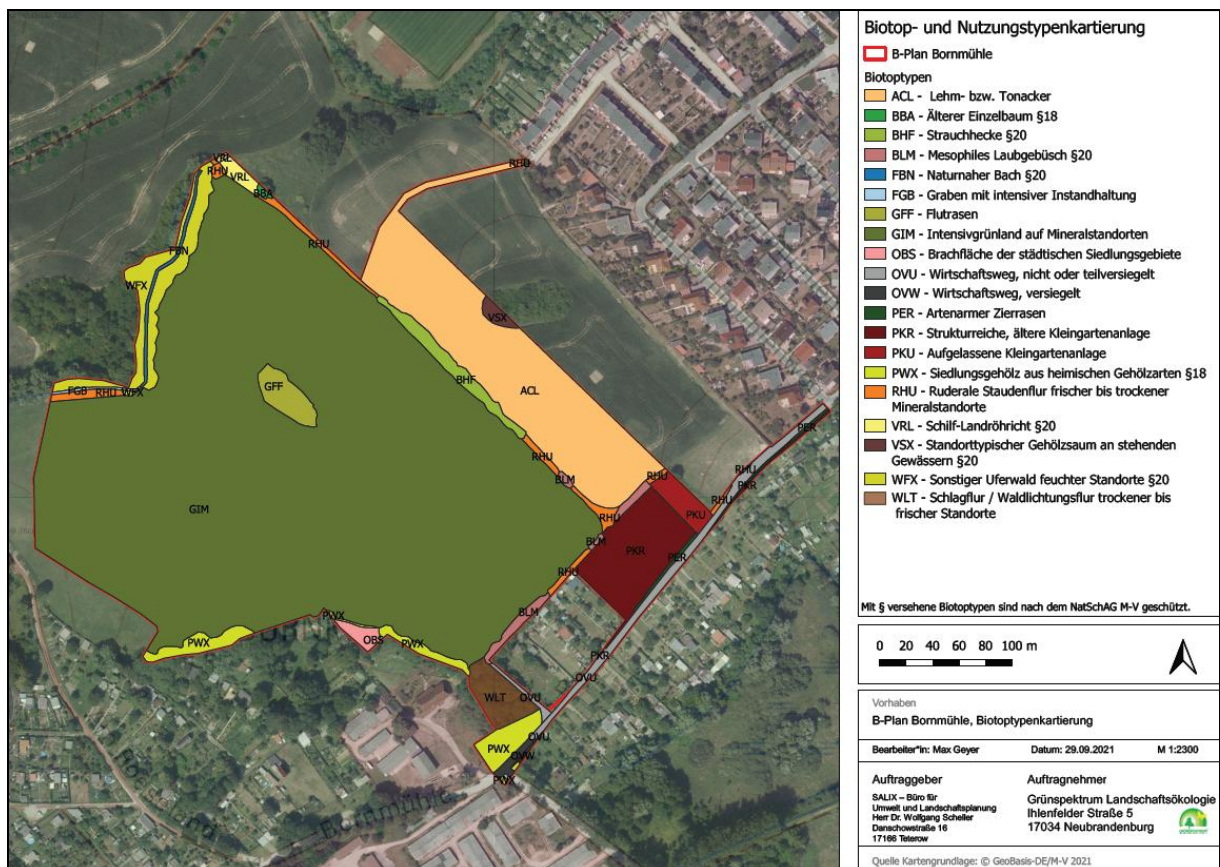 Biotop- und Nutzungstypenkartierung
B-Plan Bornmühle
Biotoptypen
ACL - Lehm- bzw. Tonacker
BBA - Älterer Einzelbaum §18
BHF - Strauchhecke §20
BLM - Mesophiles Laubgebüsch §20
FBN - Naturnaher Bach §20
FGB - Graben mit intensiver Instandhaltung
GFF - Flutrasen
GIM - Intensivgrünland auf Mineralstandorten
OBS - Brachfläche der städtischen Siedlungsgebiete
OVU - Wirtschaftsweg, nicht oder teilversiegelt
OVW - Wirtschaftsweg, versiegelt
PER - Artenarmer Zierrasen
PKR - Strukturreiche, ältere Kleingartenanlage
PKU - Aufgelassene Kleingartenanlage
PWX - Siedlungsgehölz aus heimischen Gehölzarten §18
RHU - Ruderale Staudenflur frischer bis trockener
Mineralstandorte
VRL - Schilf-Landröhricht §20
VSX - Standorttypischer Gehölzsaum an stehenden
Gewässern §20
WFX - Sonstiger Uferwald feuchter Standorte §20
WLT - Schlagflur / Waldlichtungsflur trockener bis
frischer Standorte
Mit § versehene Biotoptypen sind nach dem NatSchAG M-V geschützt.
0 20 40 60 80 100 m
Vorhaben
B-Plan Bornmühle, Biotoptypenkartierung
Bearbeiter*in: Max Geyer Datum: 29.09.2021 M 1:2300
Auftraggeber
SALIX – Büro für
Umwelt und Landschaftsplanung
Herr Dr. Wolfgang Scheller
Danschowstraße 16
17166 Teterow
Auftragnehmer
Grünspektrum Landschaftsökologie
Ihlenfelder Straße 5
17034 Neubrandenburg
Quelle Kartengrundlage: © GeoBasis-DE/M-V 2021
VRL
RHU
VRL
BBA
RHU
RHU
FBN
WFX
VSX
GFF
BHF
ACL
FGB RHU WFX
PER
RHU
BLM
RHU
RHU
PKR
RHU
PKU
GIM
RHU
BLM
PKR
PER
RHU
BLM
PWX
PWX
OBS
PWX
PKR
OVU
WLT
OVU
OVU
PWX
OVW
PWX
Bornmühle